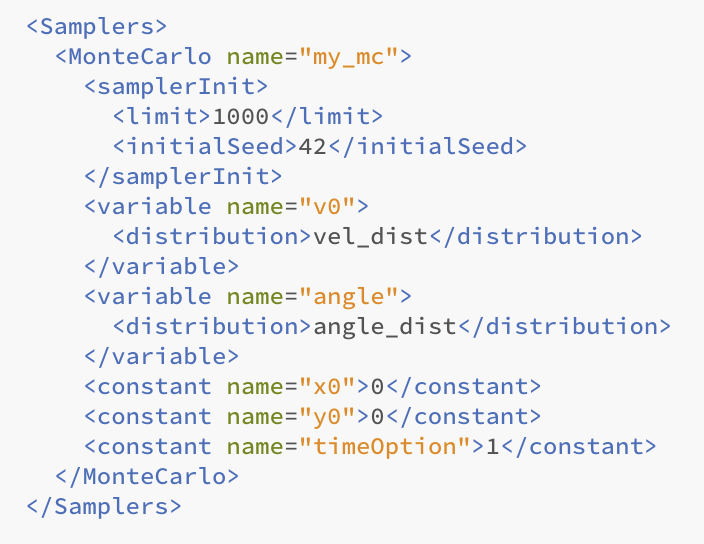 <Samplers>
  <MonteCarlo name="my_mc">
    <samplerInit>
      <limit>1000</limit>
      <initialSeed>42</initialSeed>
    </samplerInit>
    <variable name="v0">
      <distribution>vel_dist</distribution>
    </variable>
    <variable name="angle">
      <distribution>angle_dist</distribution>
    </variable>
    <constant name="x0">0</constant>
    <constant name="y0">0</constant>
    <constant name="timeOption">1</constant>
  </MonteCarlo>
</Samplers>